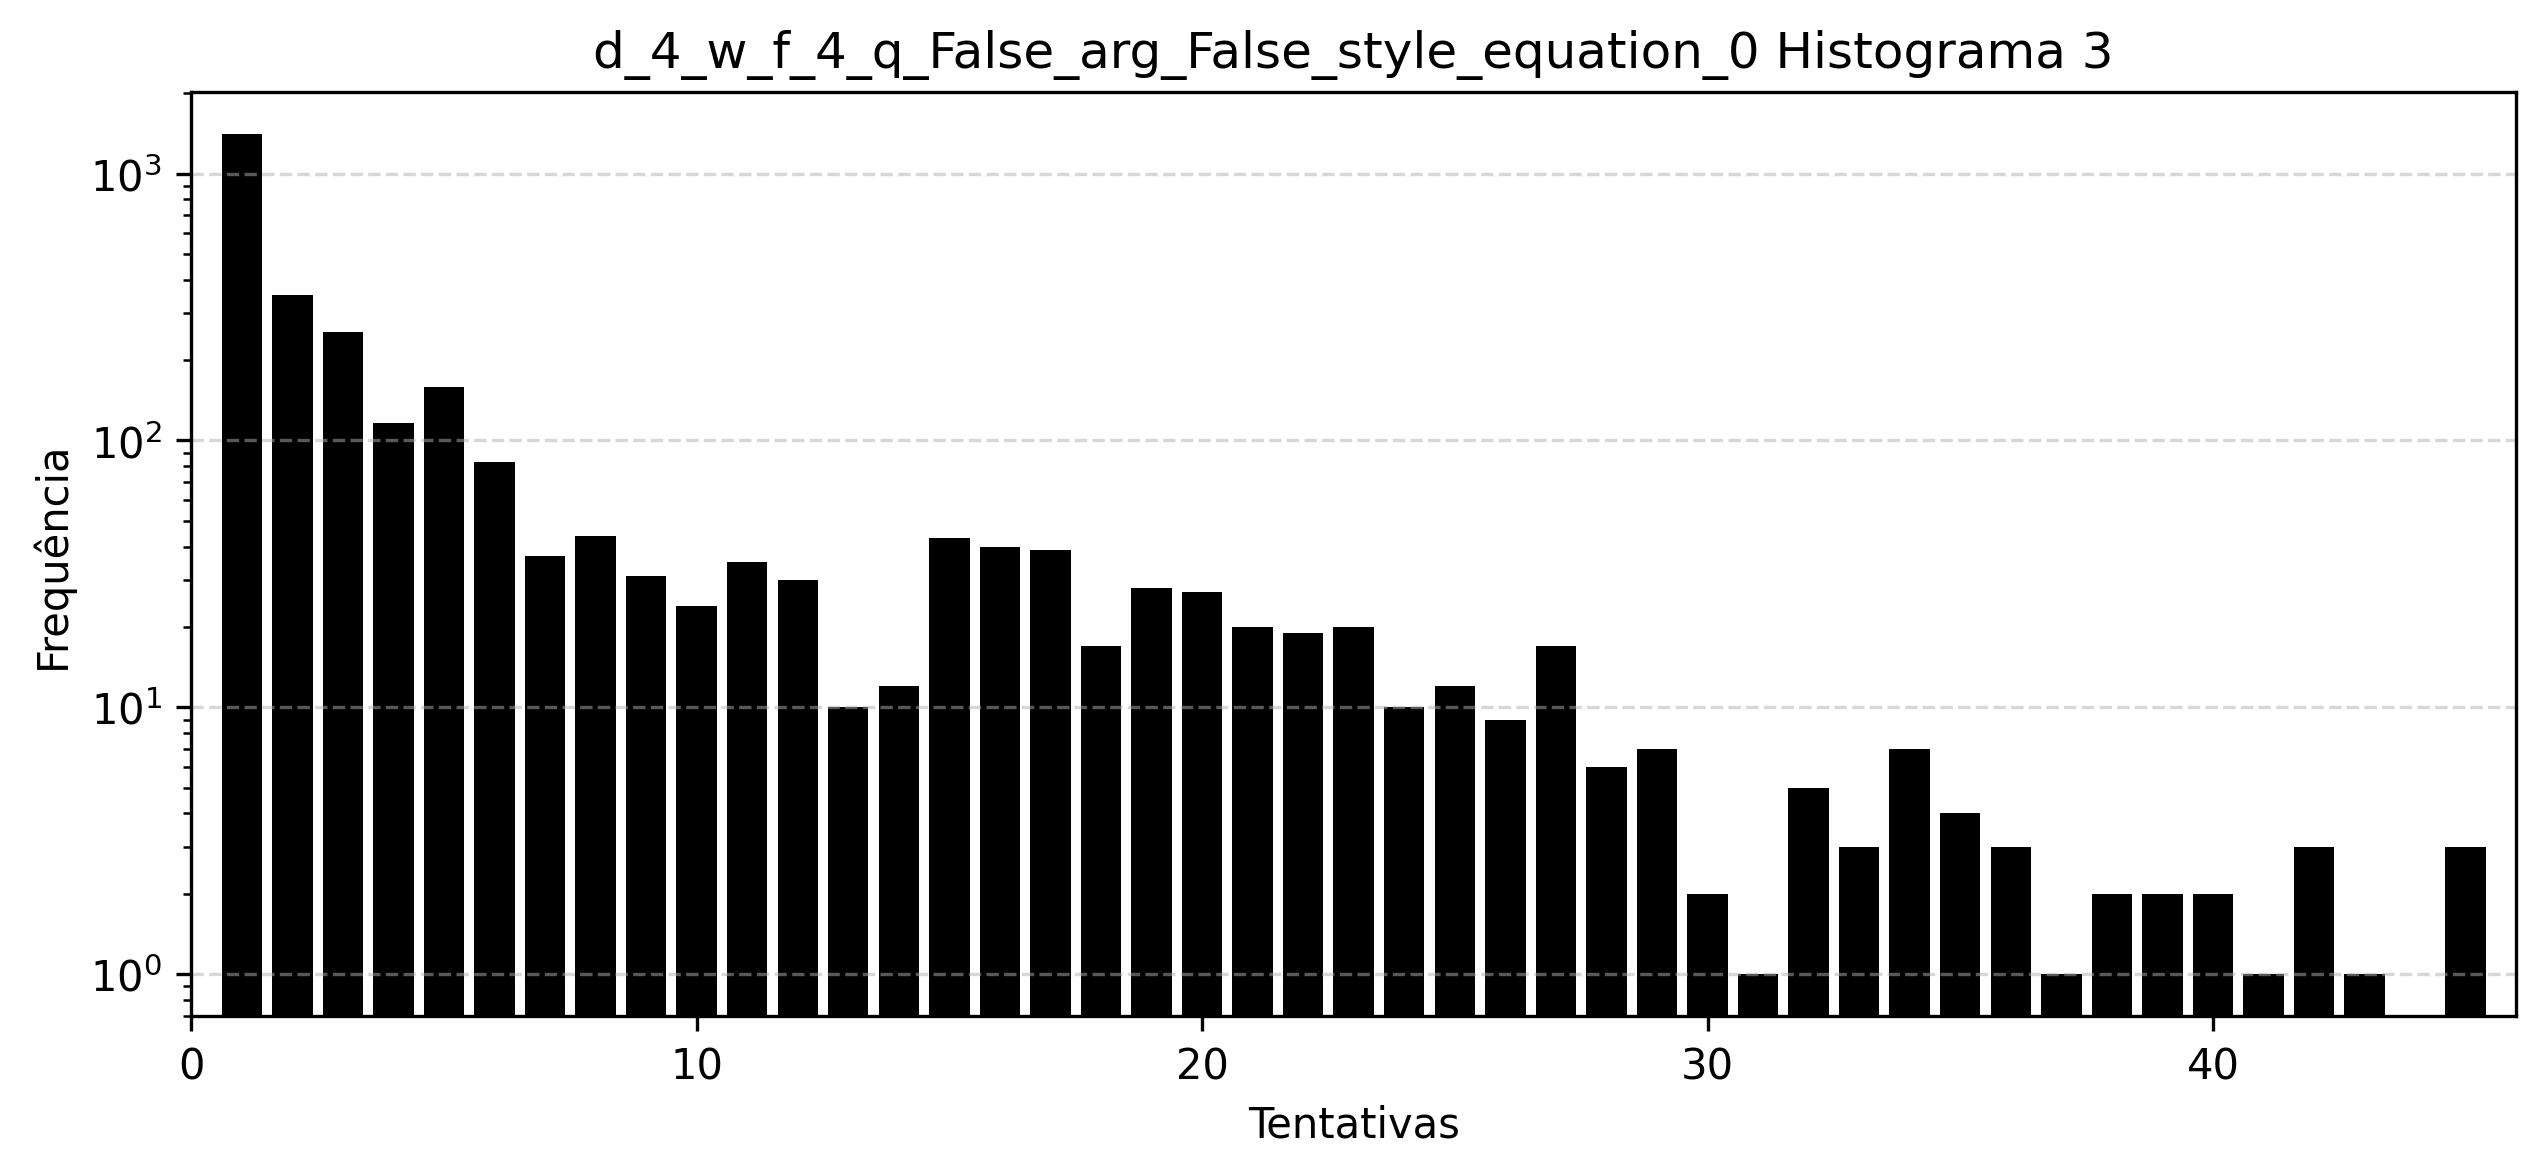 d_4_w_f_4_q_False_arg_False_style_equation_0 Histograma 3
Frequência
10³
10²
10¹
10⁰
0 10 20 30 40
Tentativas